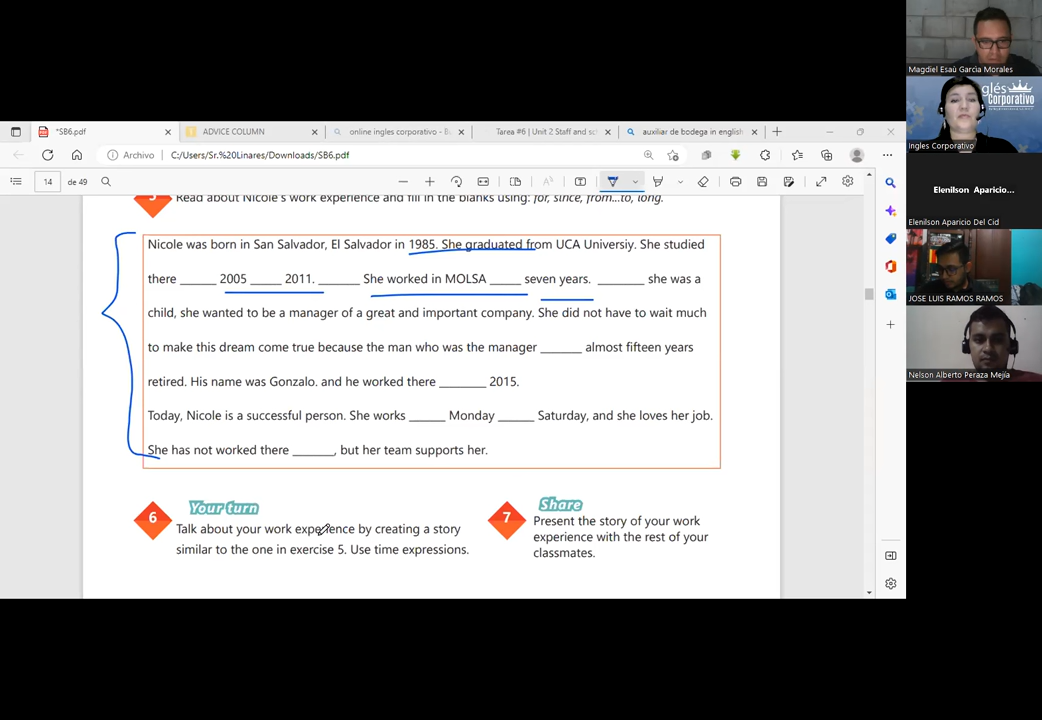 *SB6.pdf
ADVICE COLUMN
online ingles corporativo - B
Tarea #6 | Unit 2 Staff and sch
auxiliar de bodega in english
Archivo
C:/Users/Sr.%20Linares/Downloads/SB6.pdf
14
de 49
Read about Nicole's work experience and fill in the blanks using: for, since, from...to, long.
Nicole was born in San Salvador, El Salvador in 1985. She graduated from UCA Universiy. She studied
there ______ 2005 _____ 2011. ______ She worked in MOLSA _____ seven years. _______ she was a
child, she wanted to be a manager of a great and important company. She did not have to wait much
to make this dream come true because the man who was the manager ______ almost fifteen years
retired. His name was Gonzalo. and he worked there _______ 2015.
Today, Nicole is a successful person. She works _____ Monday _____ Saturday, and she loves her job.
She has not worked there ______, but her team supports her.
6
Your turn
Talk about your work experience by creating a story
similar to the one in exercise 5. Use time expressions.
7
Share
Present the story of your work
experience with the rest of your
classmates.
Magdiel Esaú Garcia Morales
glés
Corporativo
Ingles Corporativo
Elenilson Aparicio...
Elenilson Aparicio Del Cid
JOSE LUIS RAMOS RAMOS
Nelson Alberto Peraza Mejía